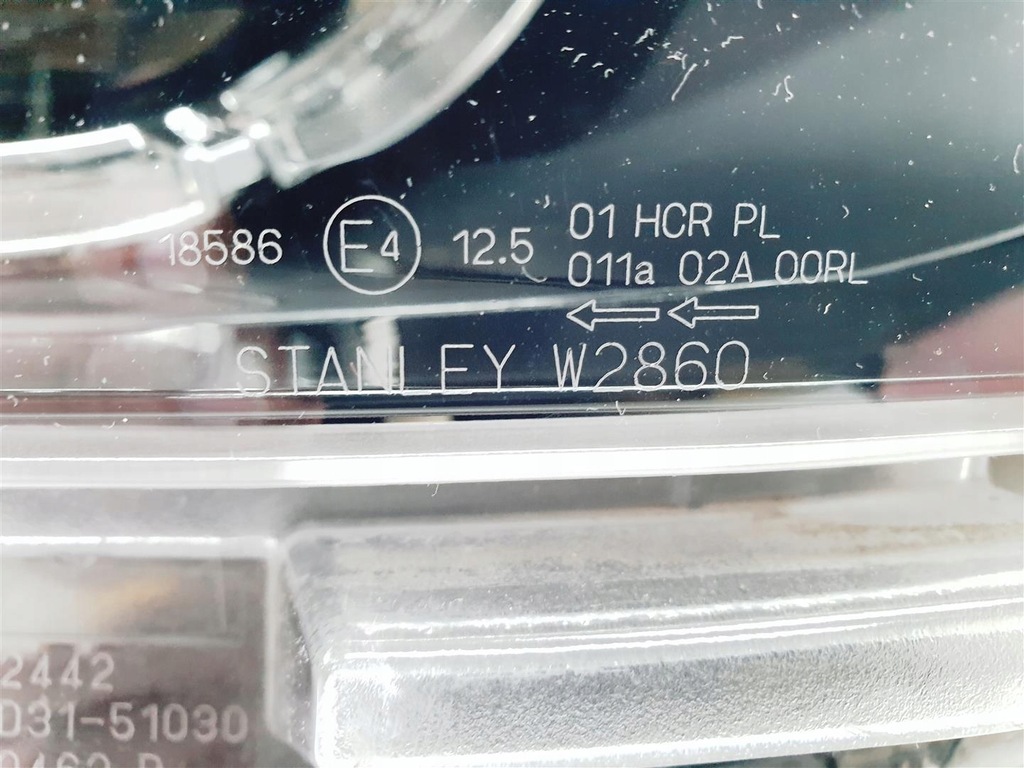 18586 E4 12.5 01 HCR PL
011a 02A 00RL
STANLEY W2860
2442
031-51030